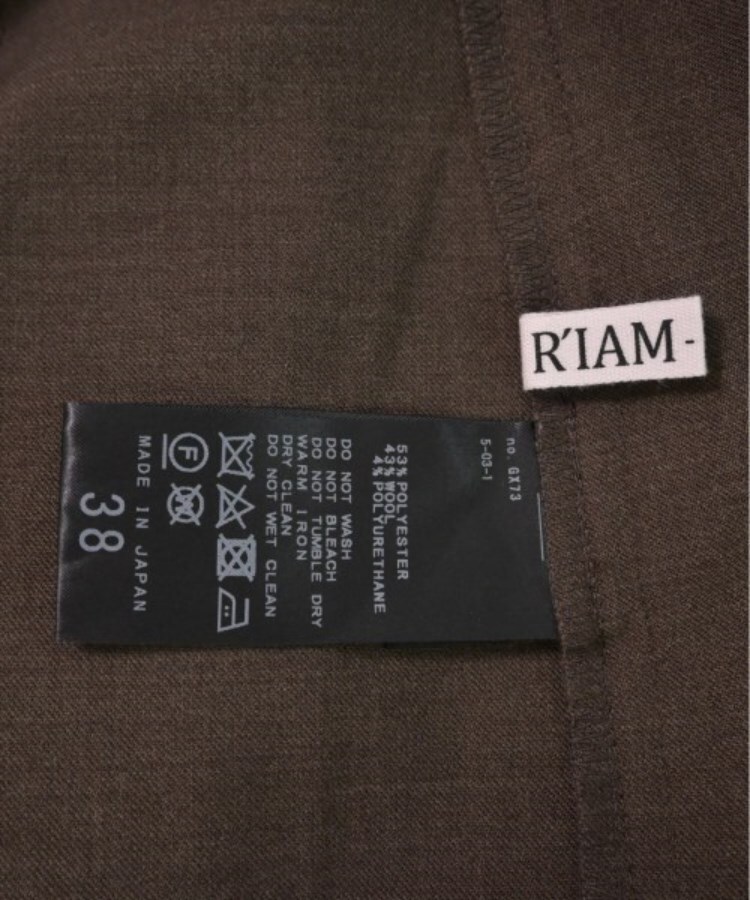 R'IAM-
no. GX73
5-03-1
53% POLYESTER
43% WOOL
4% POLYURETHANE
DO NOT WASH
DO NOT BLEACH
DO NOT TUMBLE DRY
WARM IRON
DRY CLEAN
DO NOT WET CLEAN
F
MADE IN JAPAN
38